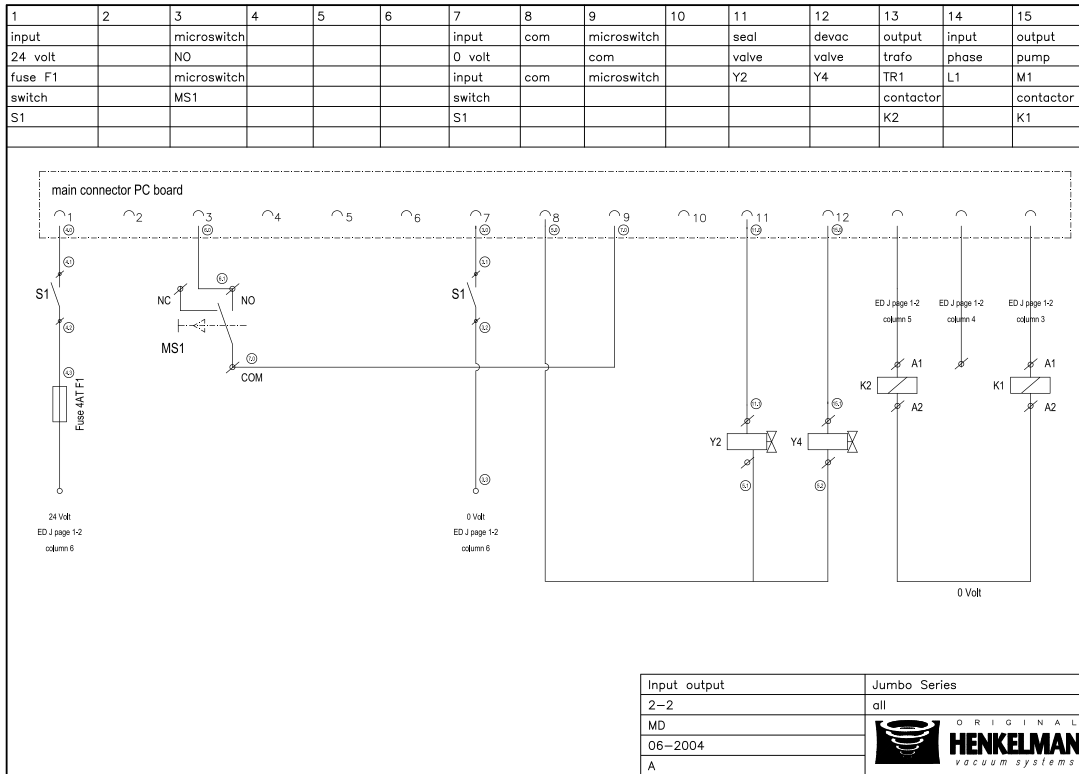 1 2 3 4 5 6 7 8 9 10 11 12 13 14 15
input microswitch input com microswitch seal devac output input output
24 volt NO 0 volt com valve valve trafo phase pump
fuse F1 microswitch input com microswitch Y2 Y4 TR1 L1 M1
switch MS1 switch contactor contactor
S1 S1 K2 K1
main connector PC board
1 2 3 4 5 6 7 8 9 10 11 12
S1
NC
NO
MS1
COM
Fuse 4AT F1
24 Volt
ED J page 1-2
column 6
S1
0 Volt
ED J page 1-2
column 6
Y2
Y4
ED J page 1-2
column 5
ED J page 1-2
column 4
ED J page 1-2
column 3
A1
K2
A2
A1
K1
A2
0 Volt
Input output Jumbo Series
2-2 all
MD
06-2004
A
ORIGINAL
HENKELMAN
vacuum systems